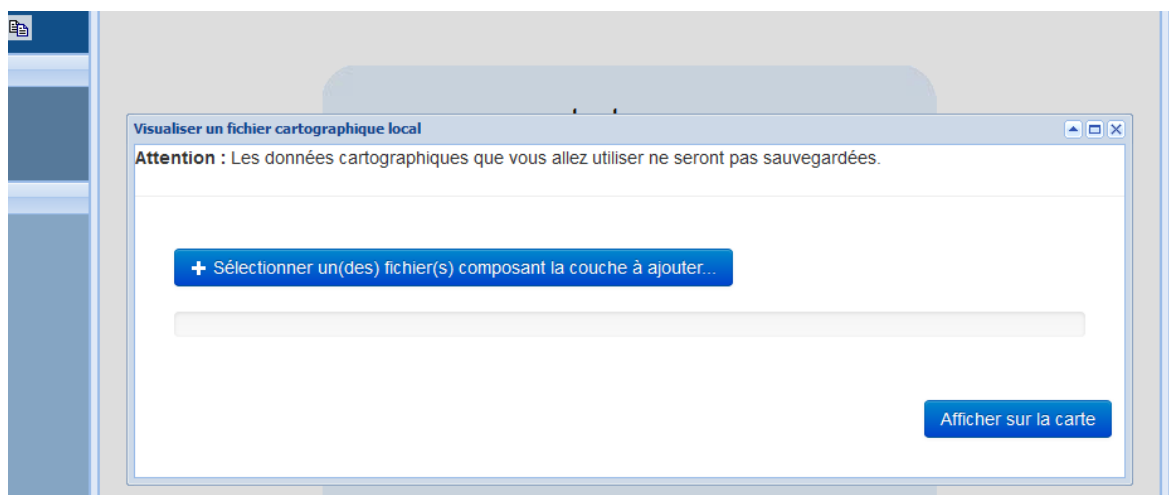 Visualiser un fichier cartographique local
Attention : Les données cartographiques que vous allez utiliser ne seront pas sauvegardées.
+ Sélectionner un(des) fichier(s) composant la couche à ajouter...
Afficher sur la carte